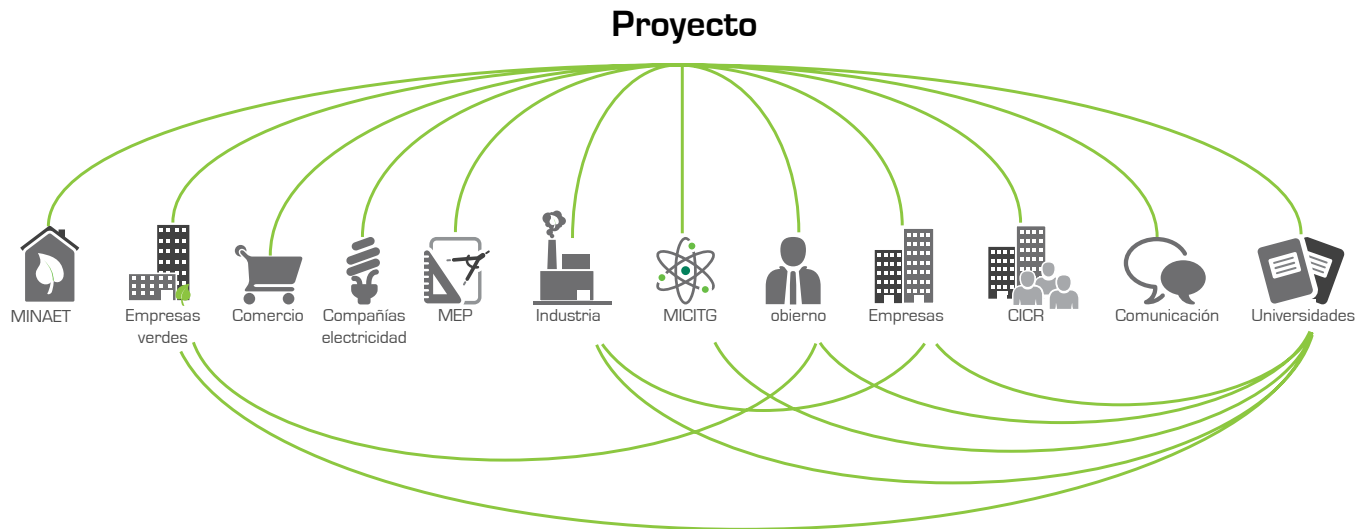 Proyecto
MINAET
Empresas
verdes
Comercio
Compañías
electricidad
MEP
Industria
MICITG
obierno
Empresas
CICR
Comunicación
Universidades